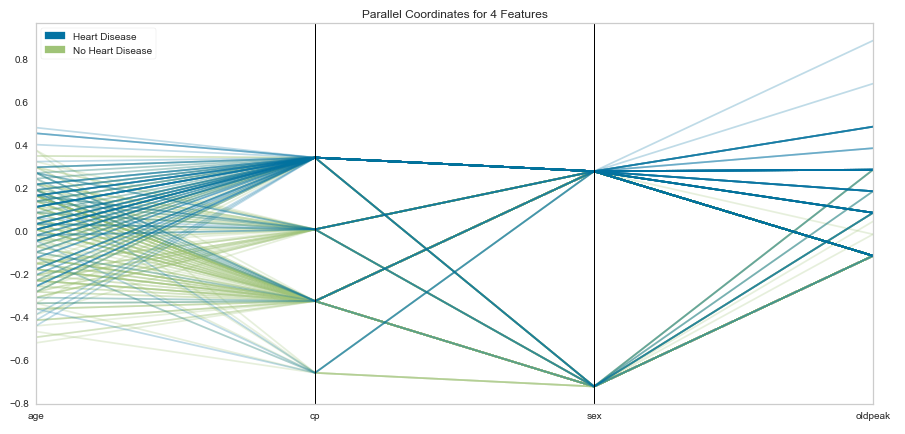 Parallel Coordinates for 4 Features
Heart Disease
No Heart Disease
0.8
0.6
0.4
0.2
0.0
−0.2
−0.4
−0.6
−0.8
age
cp
sex
oldpeak